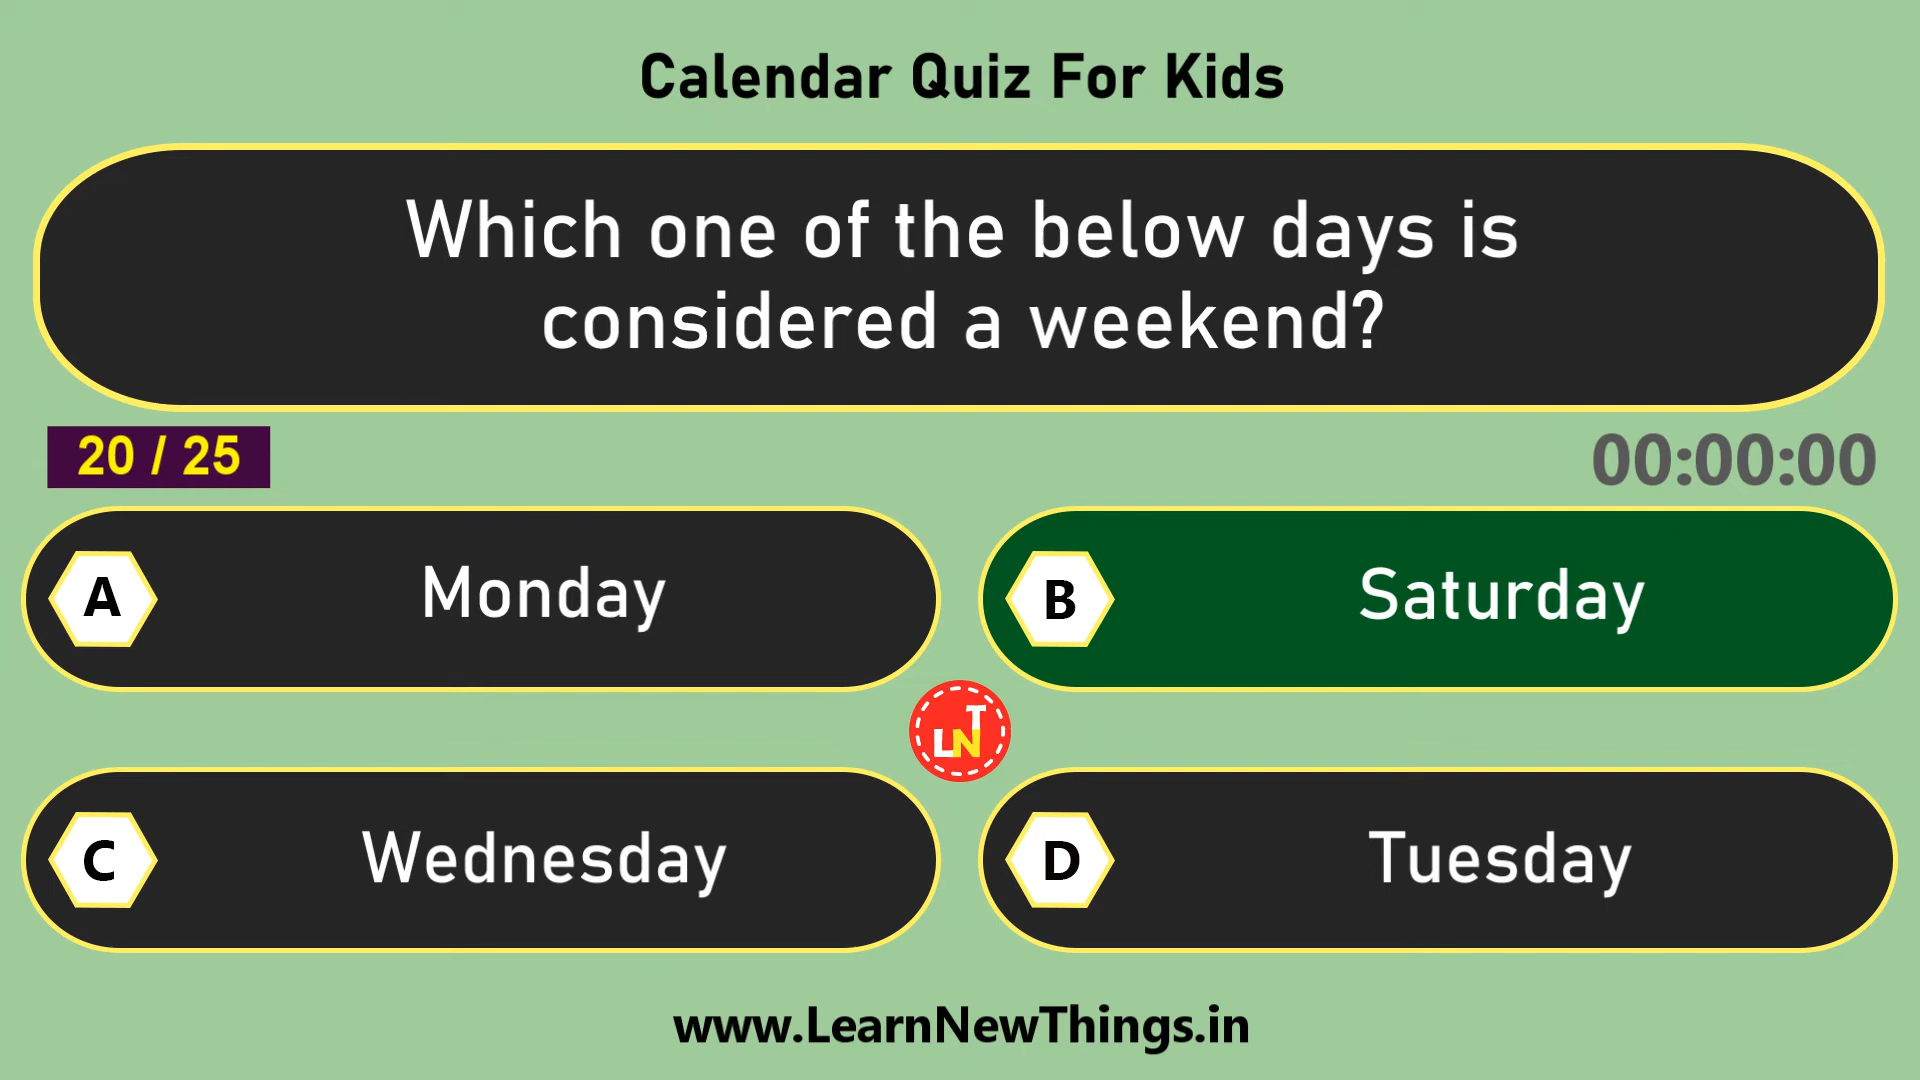 Calendar Quiz For Kids
Which one of the below days is
considered a weekend?
20 / 25
00:00:00
A
Monday
B
Saturday
LNT
C
Wednesday
D
Tuesday
www.LearnNewThings.in